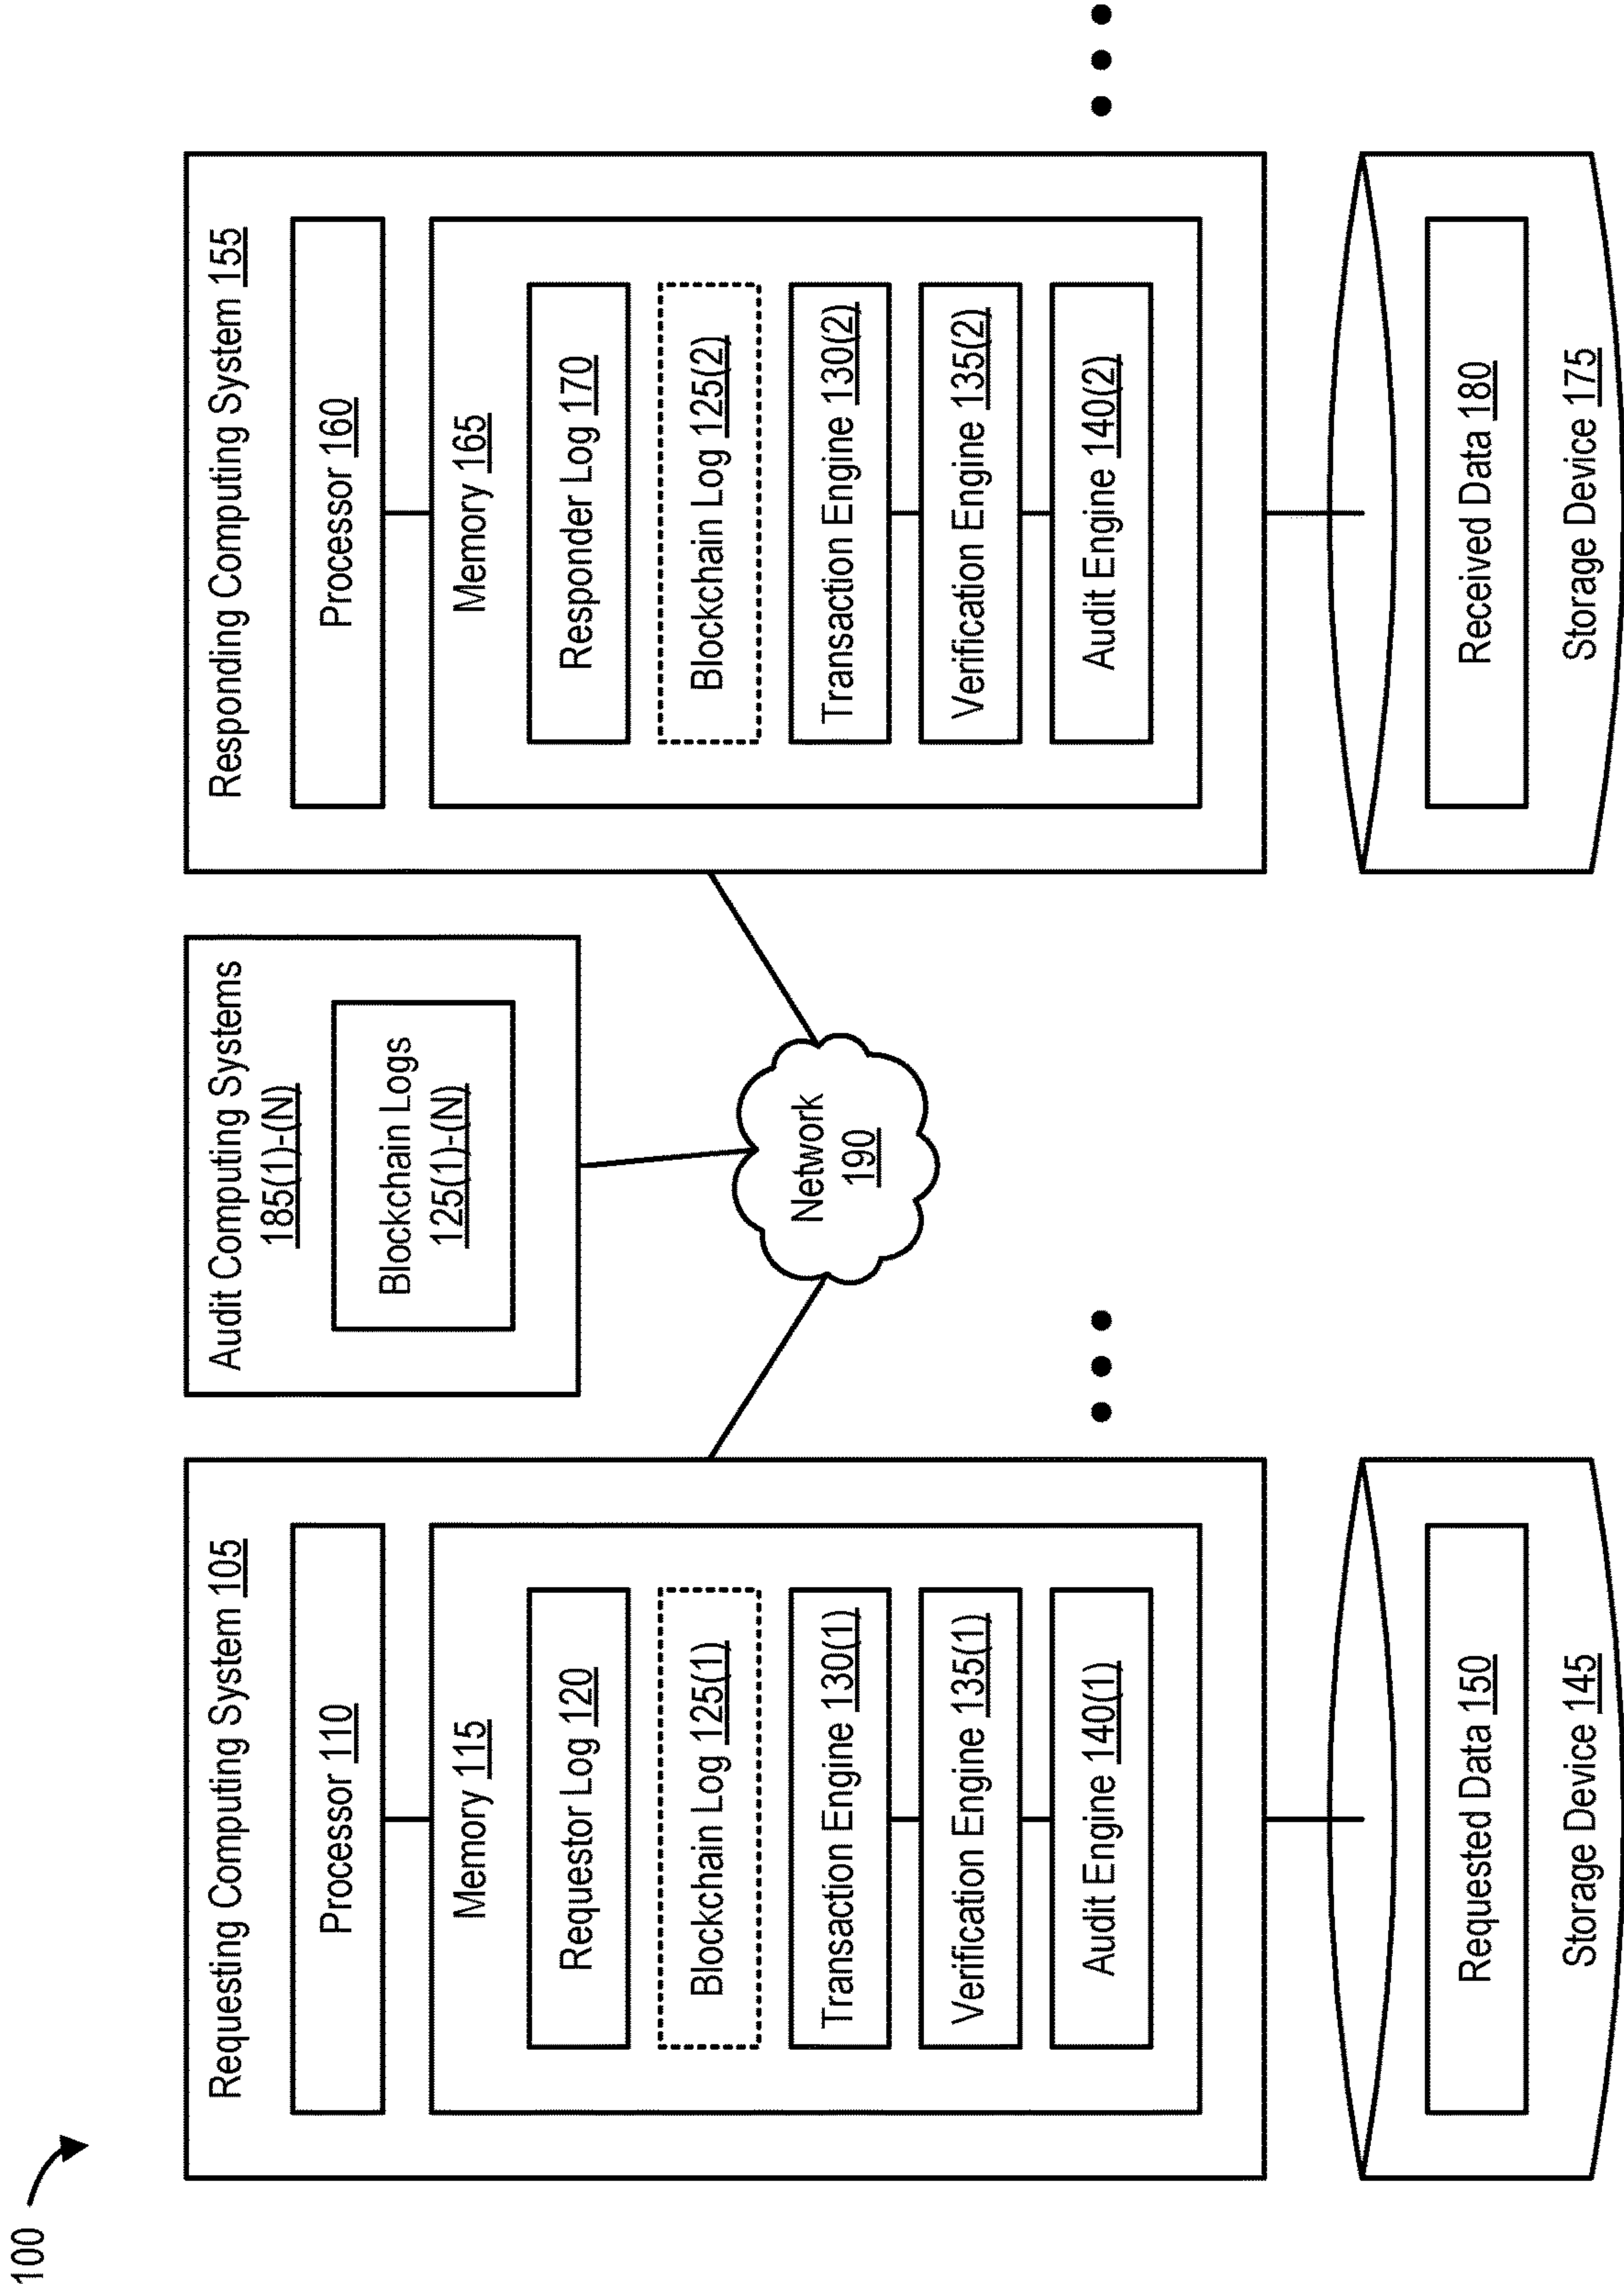 100
Requesting Computing System 105
Processor 110
Memory 115
Requestor Log 120
Blockchain Log 125(1)
Transaction Engine 130(1)
Verification Engine 135(1)
Audit Engine 140(1)
Requested Data 150
Storage Device 145
Audit Computing Systems
185(1)-(N)
Blockchain Logs
125(1)-(N)
Network
190
Responding Computing System 155
Processor 160
Memory 165
Responder Log 170
Blockchain Log 125(2)
Transaction Engine 130(2)
Verification Engine 135(2)
Audit Engine 140(2)
Received Data 180
Storage Device 175